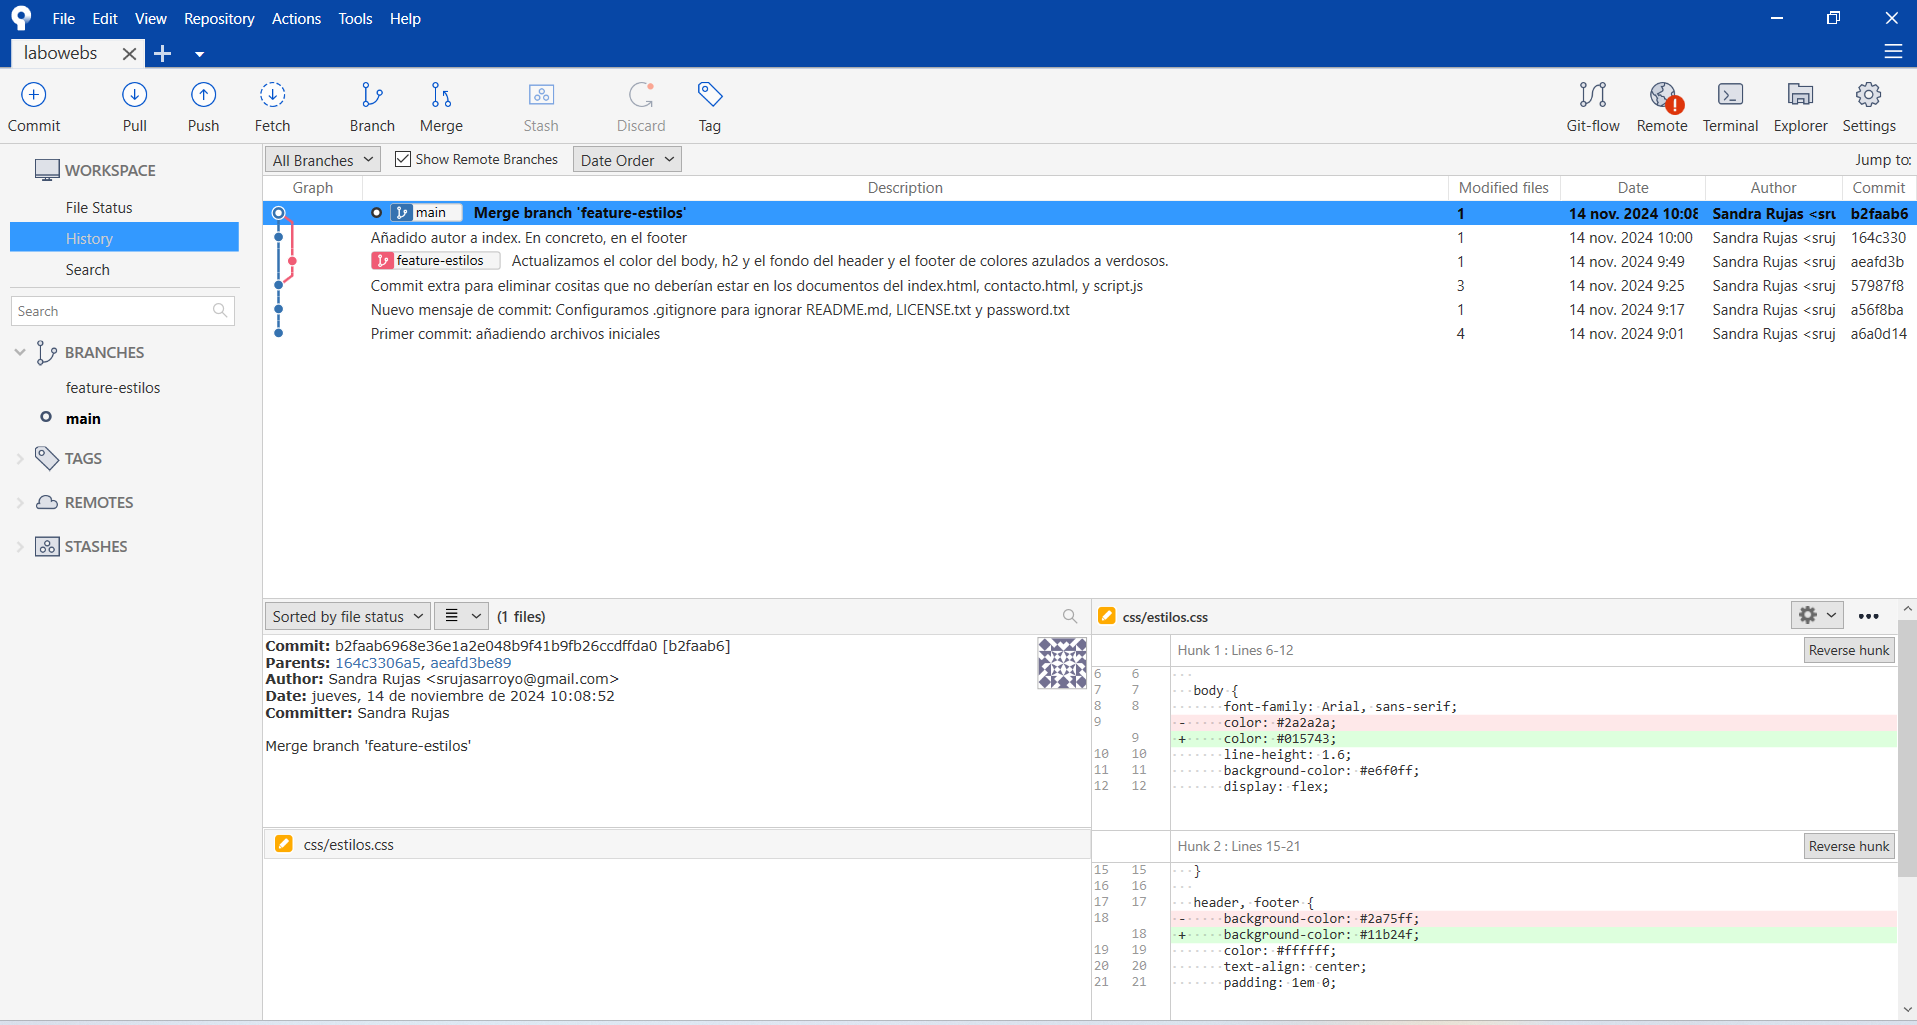 File Edit View Repository Actions Tools Help
labowebs
Commit Pull Push Fetch Branch Merge Stash Discard Tag Git-flow Remote Terminal Explorer Settings
WORKSPACE
File Status
History
Search
Search
BRANCHES
feature-estilos
main
TAGS
REMOTES
STASHES
All Branches Show Remote Branches Date Order Jump to:
Graph Description Modified files Date Author Commit
main Merge branch 'feature-estilos' 1 14 nov. 2024 10:08 Sandra Rujas <sru b2faab6
Añadido autor a index. En concreto, en el footer 1 14 nov. 2024 10:00 Sandra Rujas <sruj 164c330
feature-estilos Actualizamos el color del body, h2 y el fondo del header y el footer de colores azulados a verdosos. 1 14 nov. 2024 9:49 Sandra Rujas <sruj aeafd3b
Commit extra para eliminar cositas que no deberían estar en los documentos del index.html, contacto.html, y script.js 3 14 nov. 2024 9:25 Sandra Rujas <sruj 57987f8
Nuevo mensaje de commit: Configuramos .gitignore para ignorar README.md, LICENSE.txt y password.txt 1 14 nov. 2024 9:17 Sandra Rujas <sruj a56f8ba
Primer commit: añadiendo archivos iniciales 4 14 nov. 2024 9:01 Sandra Rujas <sruj a6a0d14
Sorted by file status (1 files)
Commit: b2faab6968e36e1a2e048b9f41b9fb26ccdffda0 [b2faab6]
Parents: 164c3306a5, aeafd3be89
Author: Sandra Rujas <srujasarroyo@gmail.com>
Date: jueves, 14 de noviembre de 2024 10:08:52
Committer: Sandra Rujas
Merge branch 'feature-estilos'
css/estilos.css
css/estilos.css
Hunk 1 : Lines 6-12 Reverse hunk
6 6
7 7 body {
8 8 font-family: Arial, sans-serif;
9 - color: #2a2a2a;
9 + color: #015743;
10 10 line-height: 1.6;
11 11 background-color: #e6f0ff;
12 12 display: flex;
Hunk 2 : Lines 15-21 Reverse hunk
15 15 }
16 16
17 17 header, footer {
18 - background-color: #2a75ff;
18 + background-color: #11b24f;
19 19 color: #ffffff;
20 20 text-align: center;
21 21 padding: 1em 0;